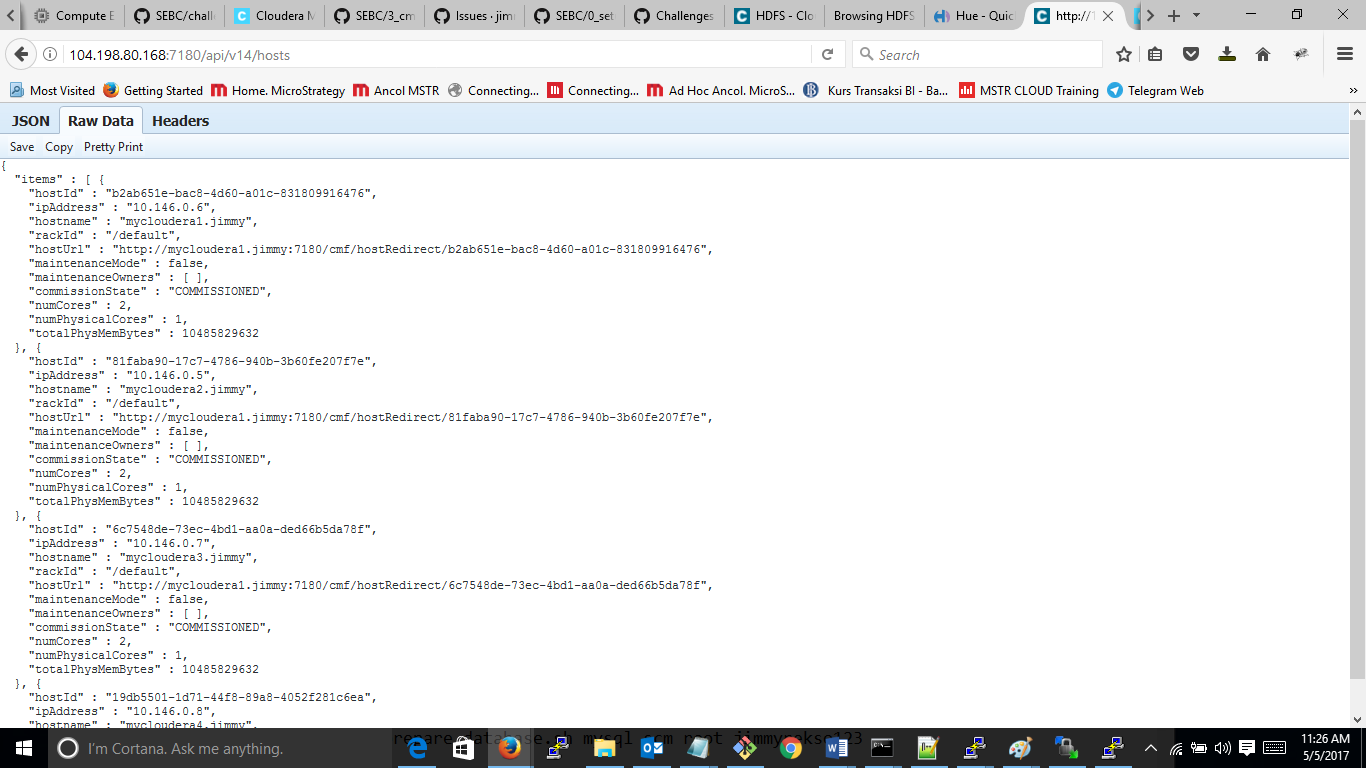 SEBC/chall
Cloudera M
SEBC/3_cm
Issues · jimm
SEBC/0_set
Challenges
HDFS - Clo
Browsing HDFS
Hue - Quic
http://1
Compute E
104.198.80.168:7180/api/v14/hosts
Search
Most Visited
Getting Started
Home. MicroStrategy
Ancol MSTR
Connecting...
Connecting...
Ad Hoc Ancol. MicroS...
Kurs Transaksi BI - Ba...
MSTR CLOUD Training
Telegram Web
JSON
Raw Data
Headers
Save
Copy
Pretty Print
{
"items" : [ {
"hostId" : "b2ab651e-bac8-4d60-a01c-831809916476",
"ipAddress" : "10.146.0.6",
"hostname" : "mycloudera1.jimmy",
"rackId" : "/default",
"hostUrl" : "http://mycloudera1.jimmy:7180/cmf/hostRedirect/b2ab651e-bac8-4d60-a01c-831809916476",
"maintenanceMode" : false,
"maintenanceOwners" : [ ],
"commissionState" : "COMMISSIONED",
"numCores" : 2,
"numPhysicalCores" : 1,
"totalPhysMemBytes" : 10485829632
}, {
"hostId" : "81faba90-17c7-4786-940b-3b60fe207f7e",
"ipAddress" : "10.146.0.5",
"hostname" : "mycloudera2.jimmy",
"rackId" : "/default",
"hostUrl" : "http://mycloudera1.jimmy:7180/cmf/hostRedirect/81faba90-17c7-4786-940b-3b60fe207f7e",
"maintenanceMode" : false,
"maintenanceOwners" : [ ],
"commissionState" : "COMMISSIONED",
"numCores" : 2,
"numPhysicalCores" : 1,
"totalPhysMemBytes" : 10485829632
}, {
"hostId" : "6c7548de-73ec-4bd1-aa0a-ded66b5da78f",
"ipAddress" : "10.146.0.7",
"hostname" : "mycloudera3.jimmy",
"rackId" : "/default",
"hostUrl" : "http://mycloudera1.jimmy:7180/cmf/hostRedirect/6c7548de-73ec-4bd1-aa0a-ded66b5da78f",
"maintenanceMode" : false,
"maintenanceOwners" : [ ],
"commissionState" : "COMMISSIONED",
"numCores" : 2,
"numPhysicalCores" : 1,
"totalPhysMemBytes" : 10485829632
}, {
"hostId" : "19db5501-1d71-44f8-89a8-4052f281c6ea",
"ipAddress" : "10.146.0.8",
"hostname" : "mycloudera4.jimmy",
I'm Cortana. Ask me anything.
11:26 AM
5/5/2017